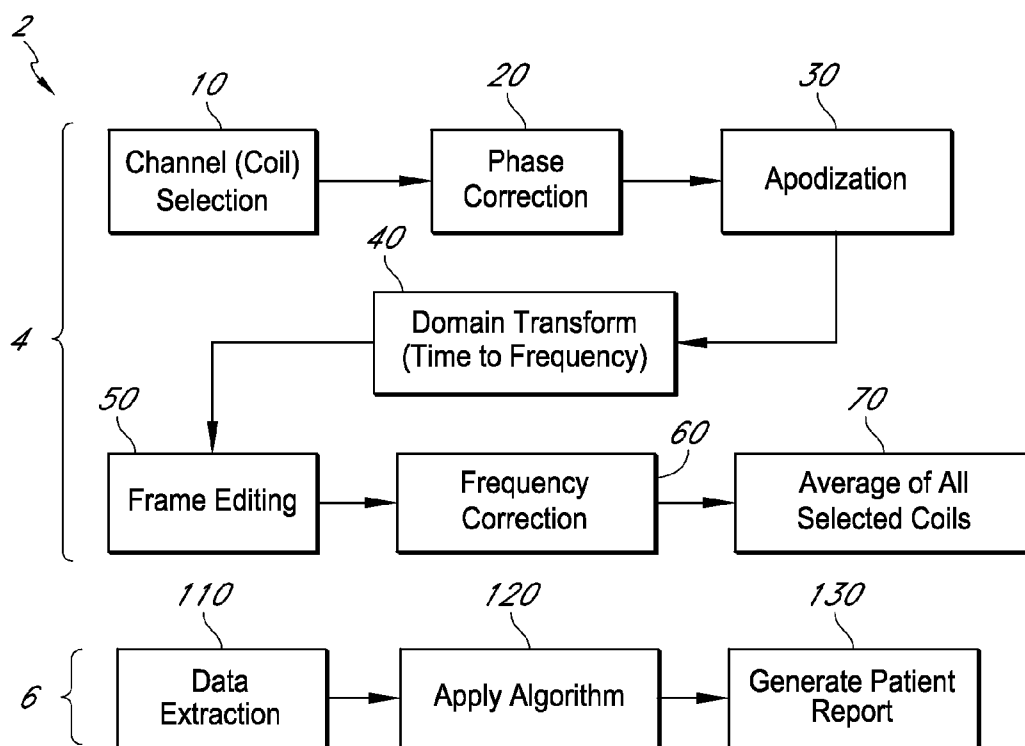 2
10
20
30
Channel (Coil)
Selection
Phase
Correction
Apodization
40
Domain Transform
(Time to Frequency)
4
50
60
70
Frame Editing
Frequency
Correction
Average of All
Selected Coils
110
120
130
6
Data
Extraction
Apply Algorithm
Generate Patient
Report